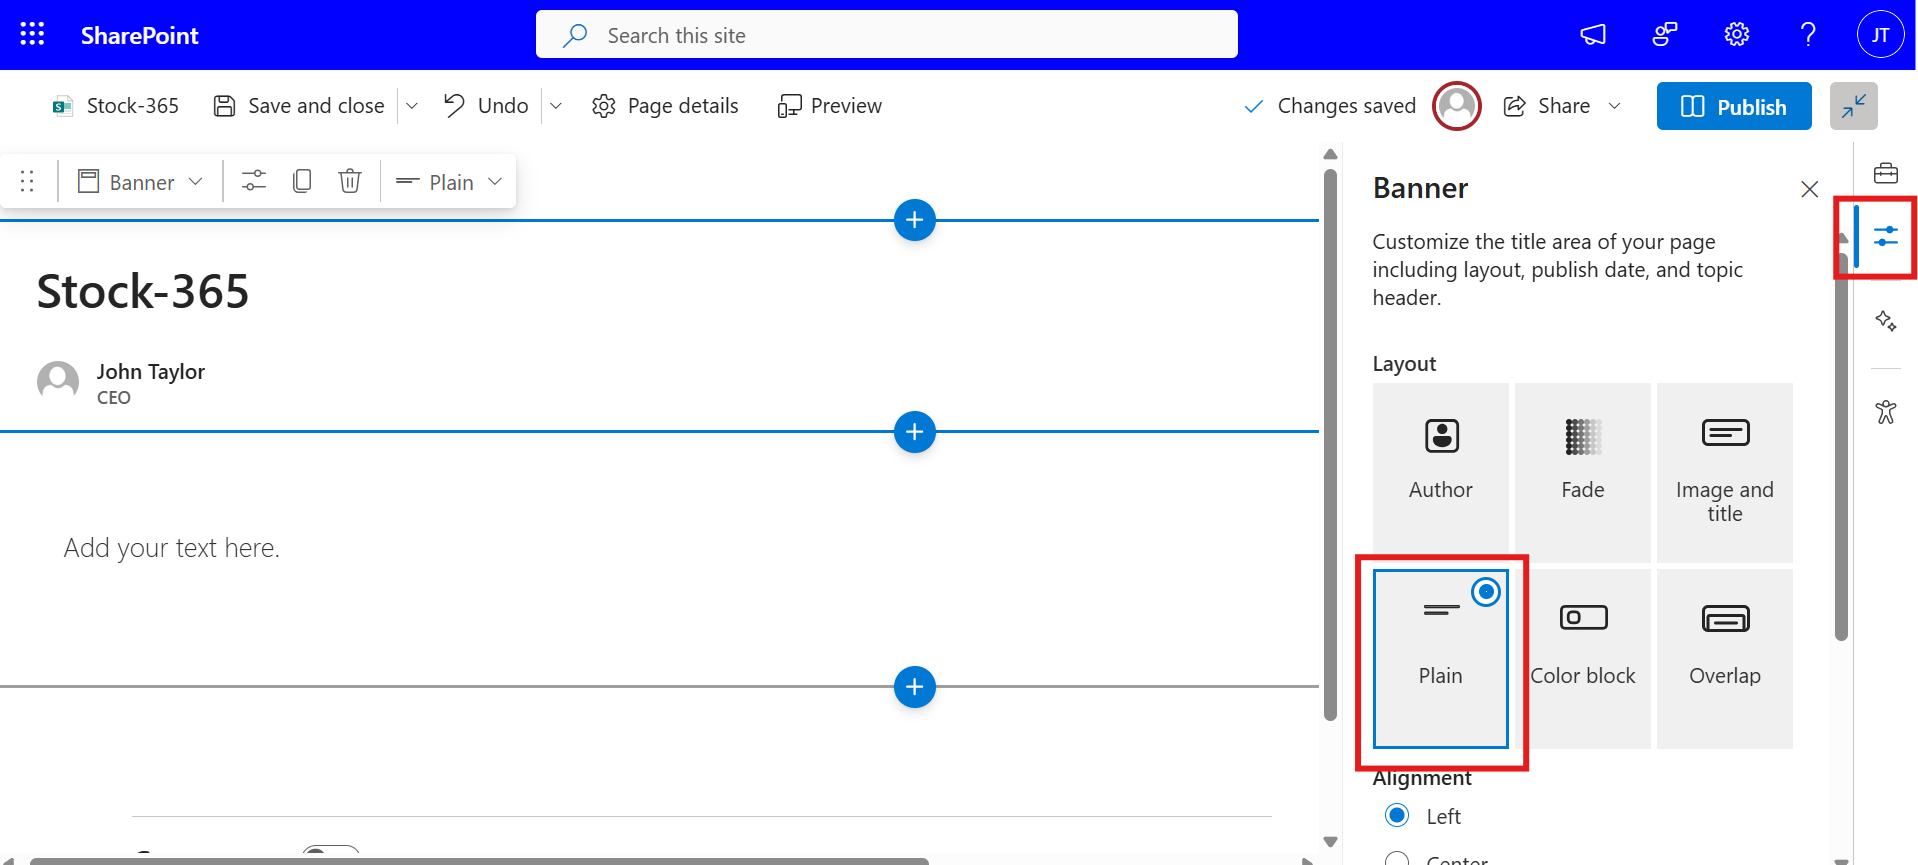 SharePoint
Search this site
JT
Stock-365
Save and close
Undo
Page details
Preview
Changes saved
Share
Publish
Banner
Plain
Stock-365
John Taylor
CEO
Add your text here.
Banner
Customize the title area of your page
including layout, publish date, and topic
header.
Layout
Author
Fade
Image and
title
Plain
Color block
Overlap
Alignment
Left
Center